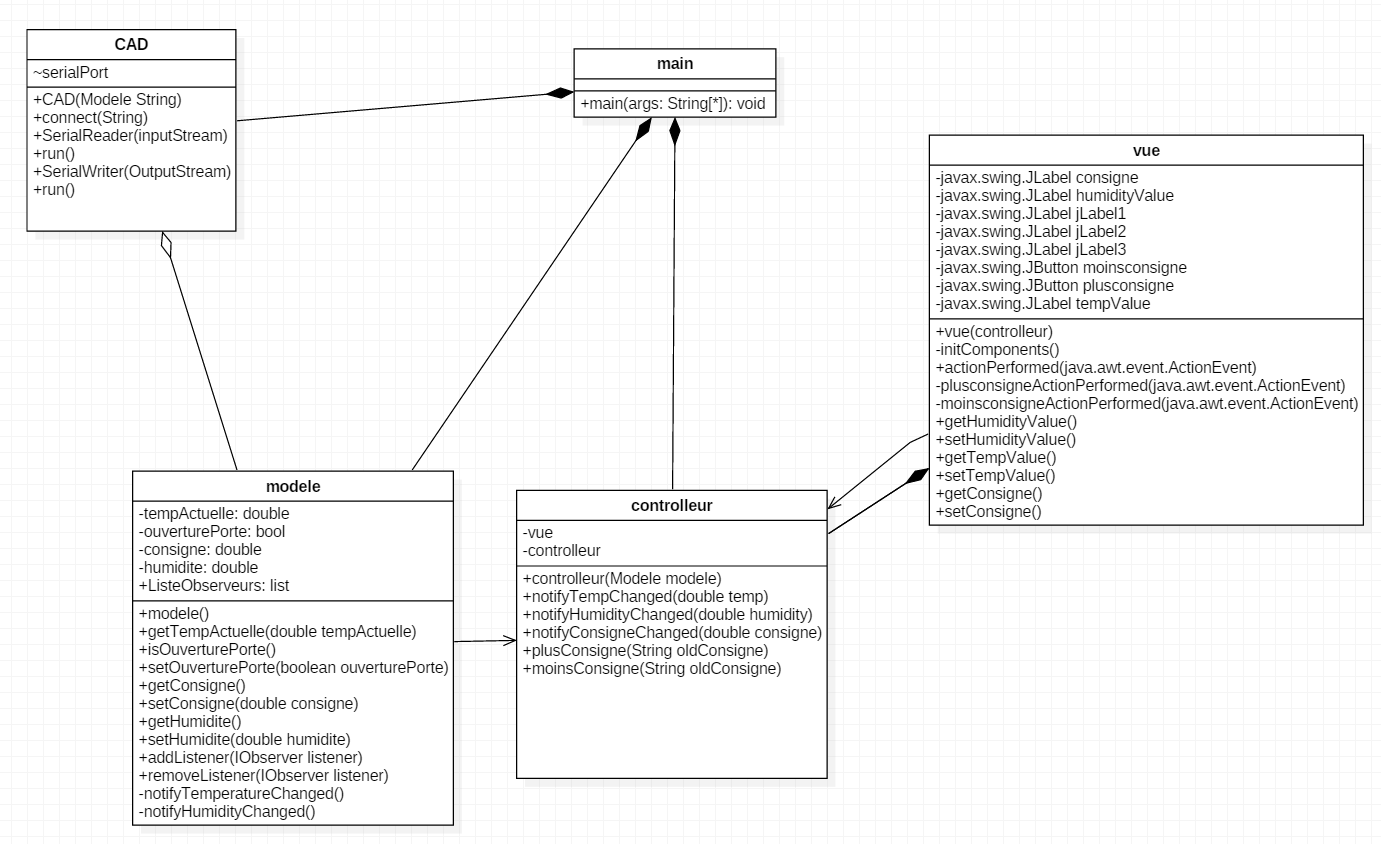 CAD
~serialPort
+CAD(Modele String)
+connect(String)
+SerialReader(inputStream)
+run()
+SerialWriter(OutputStream)
+run()
main
+main(args: String[*]): void
vue
-javax.swing.JLabel consigne
-javax.swing.JLabel humidityValue
-javax.swing.JLabel jLabel1
-javax.swing.JLabel jLabel2
-javax.swing.JLabel jLabel3
-javax.swing.JButton moinsconsigne
-javax.swing.JButton plusconsigne
-javax.swing.JLabel tempValue
+vue(controlleur)
-initComponents()
+actionPerformed(java.awt.event.ActionEvent)
-plusconsigneActionPerformed(java.awt.event.ActionEvent)
-moinsconsigneActionPerformed(java.awt.event.ActionEvent)
+getHumidityValue()
+setHumidityValue()
+getTempValue()
+setTempValue()
+getConsigne()
+setConsigne()
modele
-tempActuelle: double
-ouverturePorte: bool
-consigne: double
-humidite: double
+ListeObserveurs: list
+modele()
+getTempActuelle(double tempActuelle)
+isOuverturePorte()
+setOuverturePorte(boolean ouverturePorte)
+getConsigne()
+setConsigne(double consigne)
+getHumidite()
+setHumidite(double humidite)
+addListener(IObserver listener)
+removeListener(IObserver listener)
-notifyTemperatureChanged()
-notifyHumidityChanged()
controlleur
-vue
-controlleur
+controlleur(Modele modele)
+notifyTempChanged(double temp)
+notifyHumidityChanged(double humidity)
+notifyConsigneChanged(double consigne)
+plusConsigne(String oldConsigne)
+moinsConsigne(String oldConsigne)